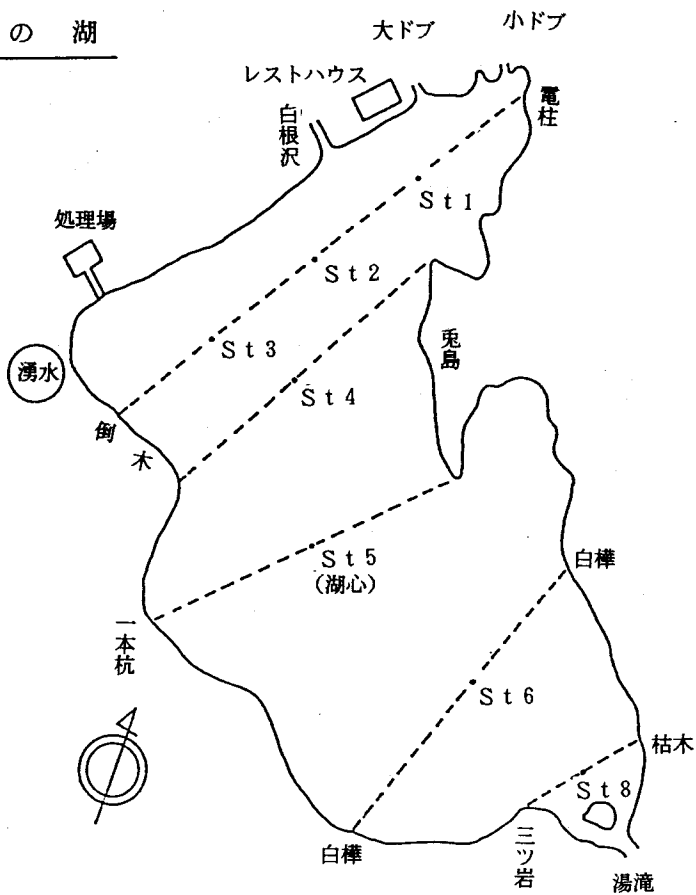 の 湖
大ドブ
小ドブ
レストハウス
白根沢
電柱
St1
処理場
St2
兎島
湧水
St3
St4
倒木
St5
(湖心)
白樺
一本杭
St6
枯木
St8
白樺
三ツ岩
湯滝